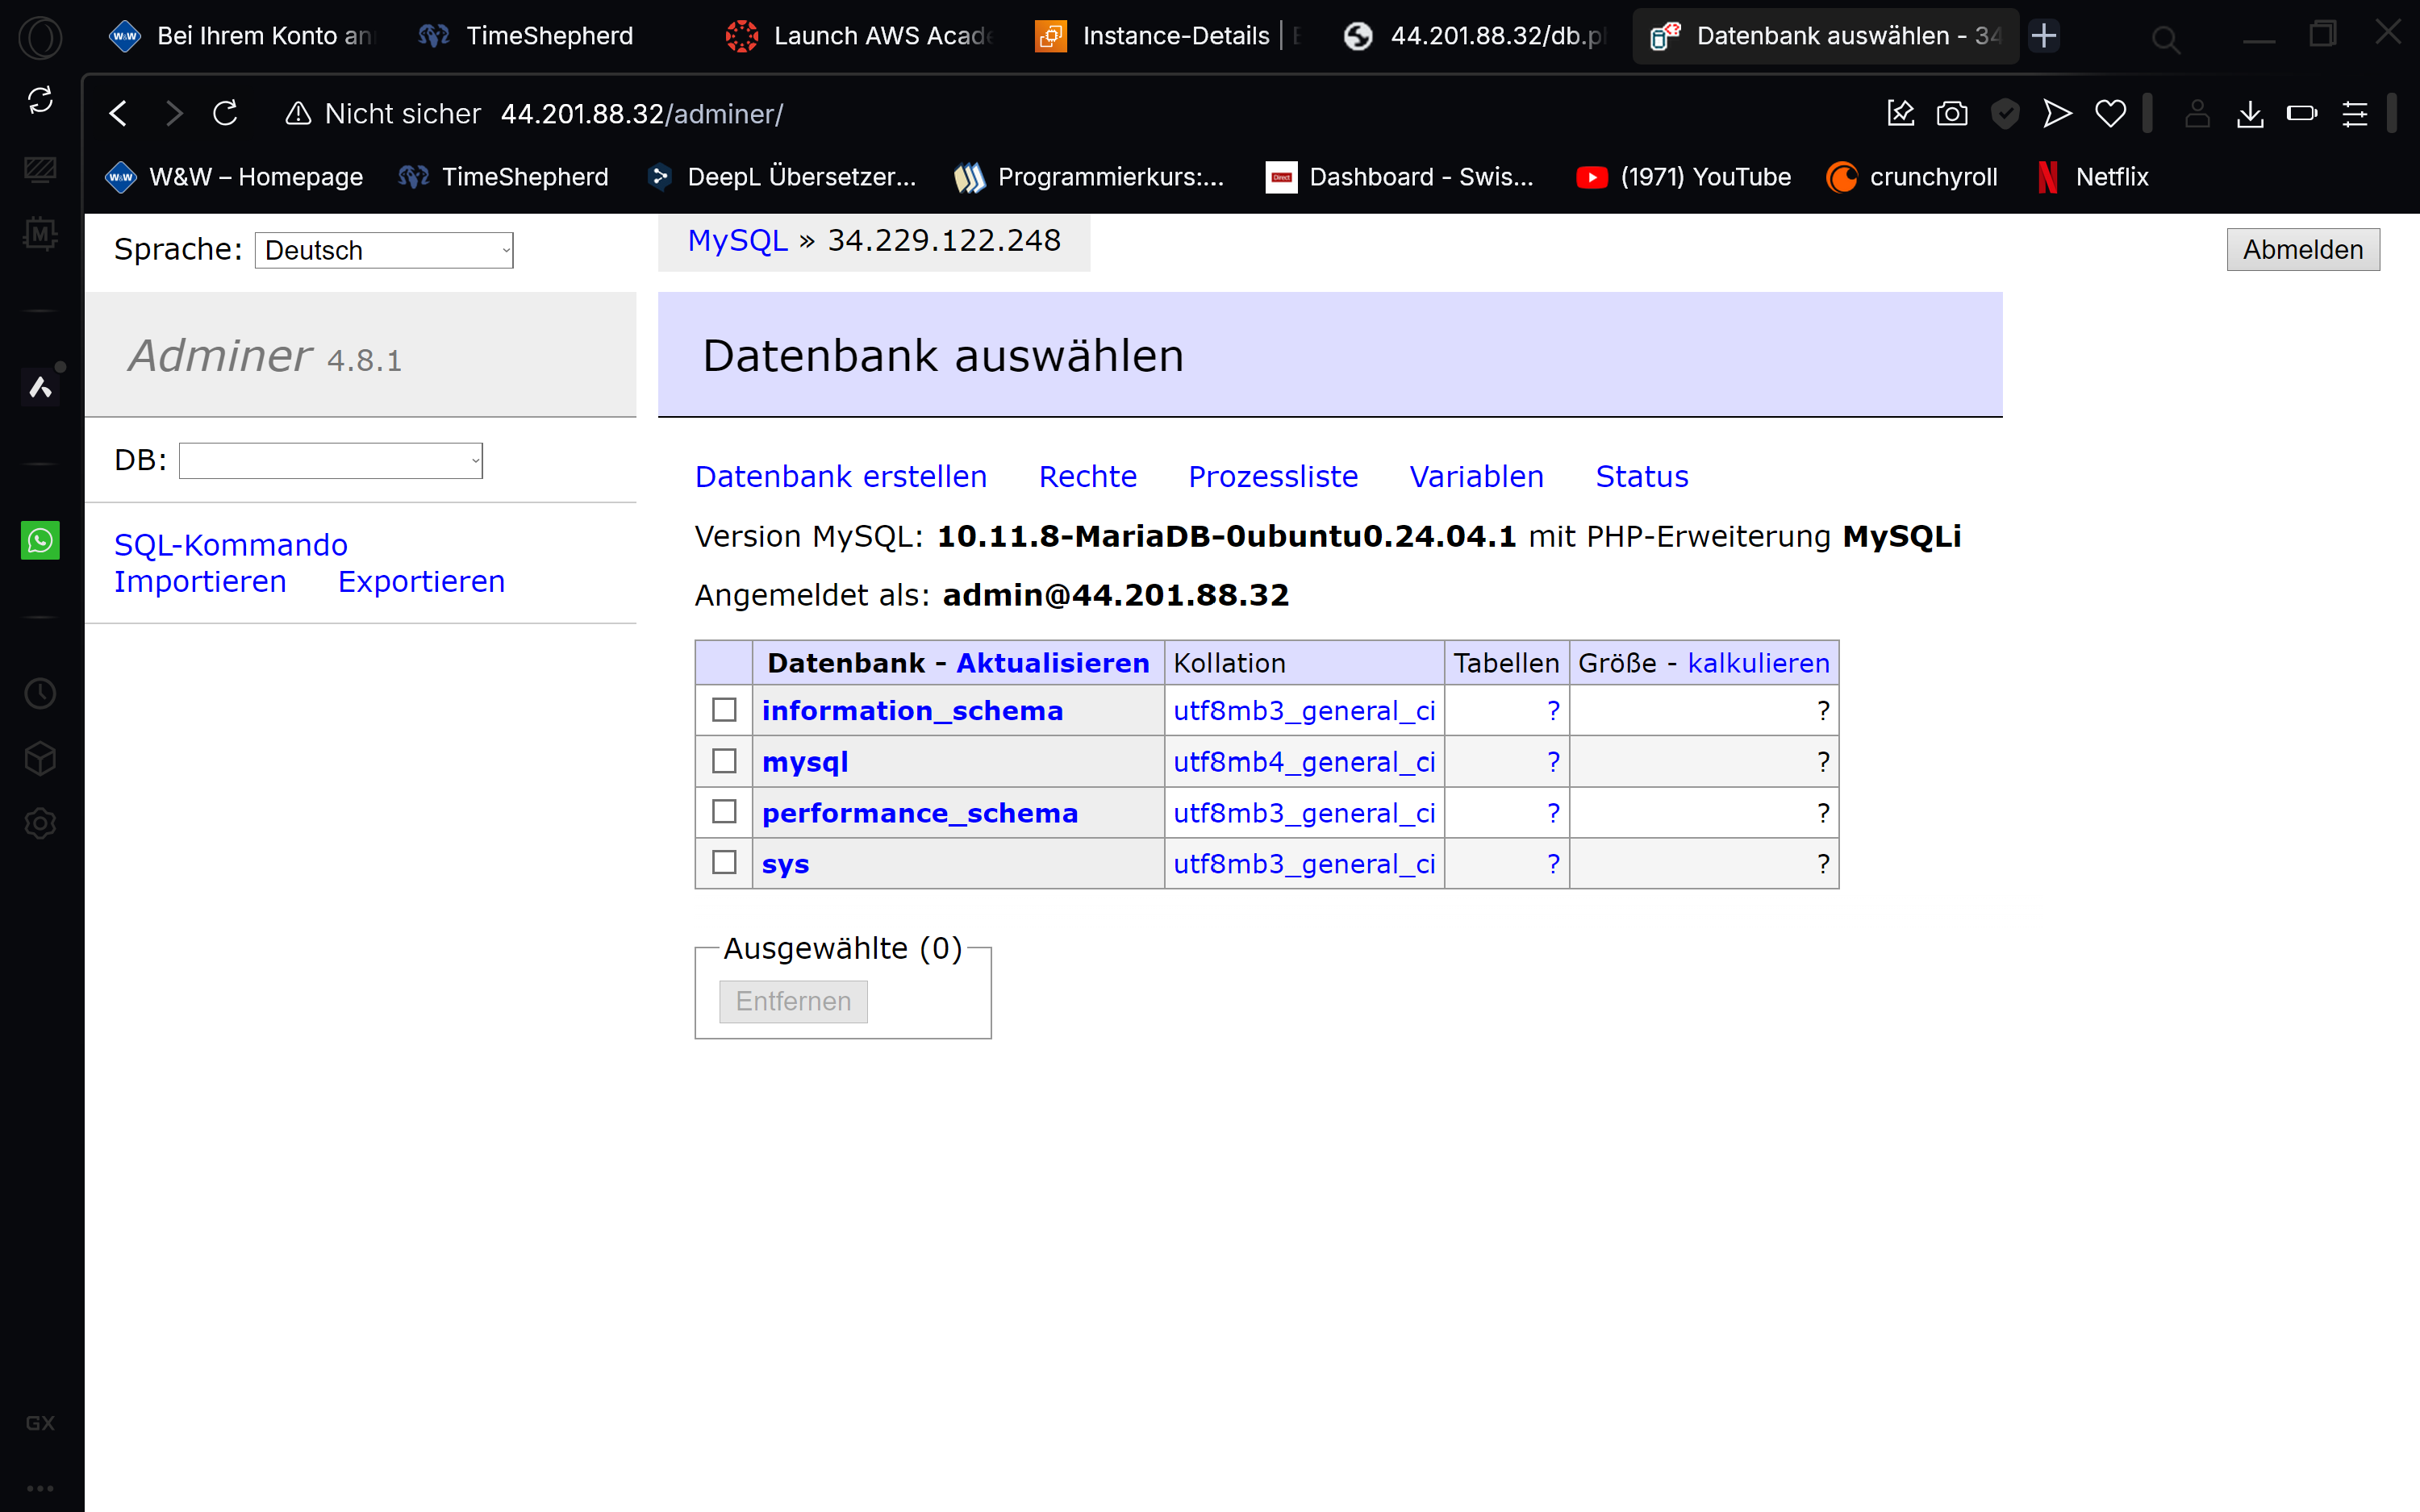 Bei Ihrem Konto an
TimeShepherd
Launch AWS Acade
Instance-Details | E
44.201.88.32/db.p
Datenbank auswählen - 34
Nicht sicher 44.201.88.32/adminer/
W&W – Homepage
TimeShepherd
DeepL Übersetzer...
Programmierkurs:...
Dashboard - Swis...
(1971) YouTube
crunchyroll
Netflix
Sprache: Deutsch
MySQL » 34.229.122.248
Abmelden
Adminer 4.8.1
Datenbank auswählen
DB:
SQL-Kommando
Importieren Exportieren
Datenbank erstellen Rechte Prozessliste Variablen Status
Version MySQL: 10.11.8-MariaDB-0ubuntu0.24.04.1 mit PHP-Erweiterung MySQLi
Angemeldet als: admin@44.201.88.32
Datenbank - Aktualisieren Kollation Tabellen Größe - kalkulieren
information_schema utf8mb3_general_ci ? ?
mysql utf8mb4_general_ci ? ?
performance_schema utf8mb3_general_ci ? ?
sys utf8mb3_general_ci ? ?
Ausgewählte (0)
Entfernen
GX